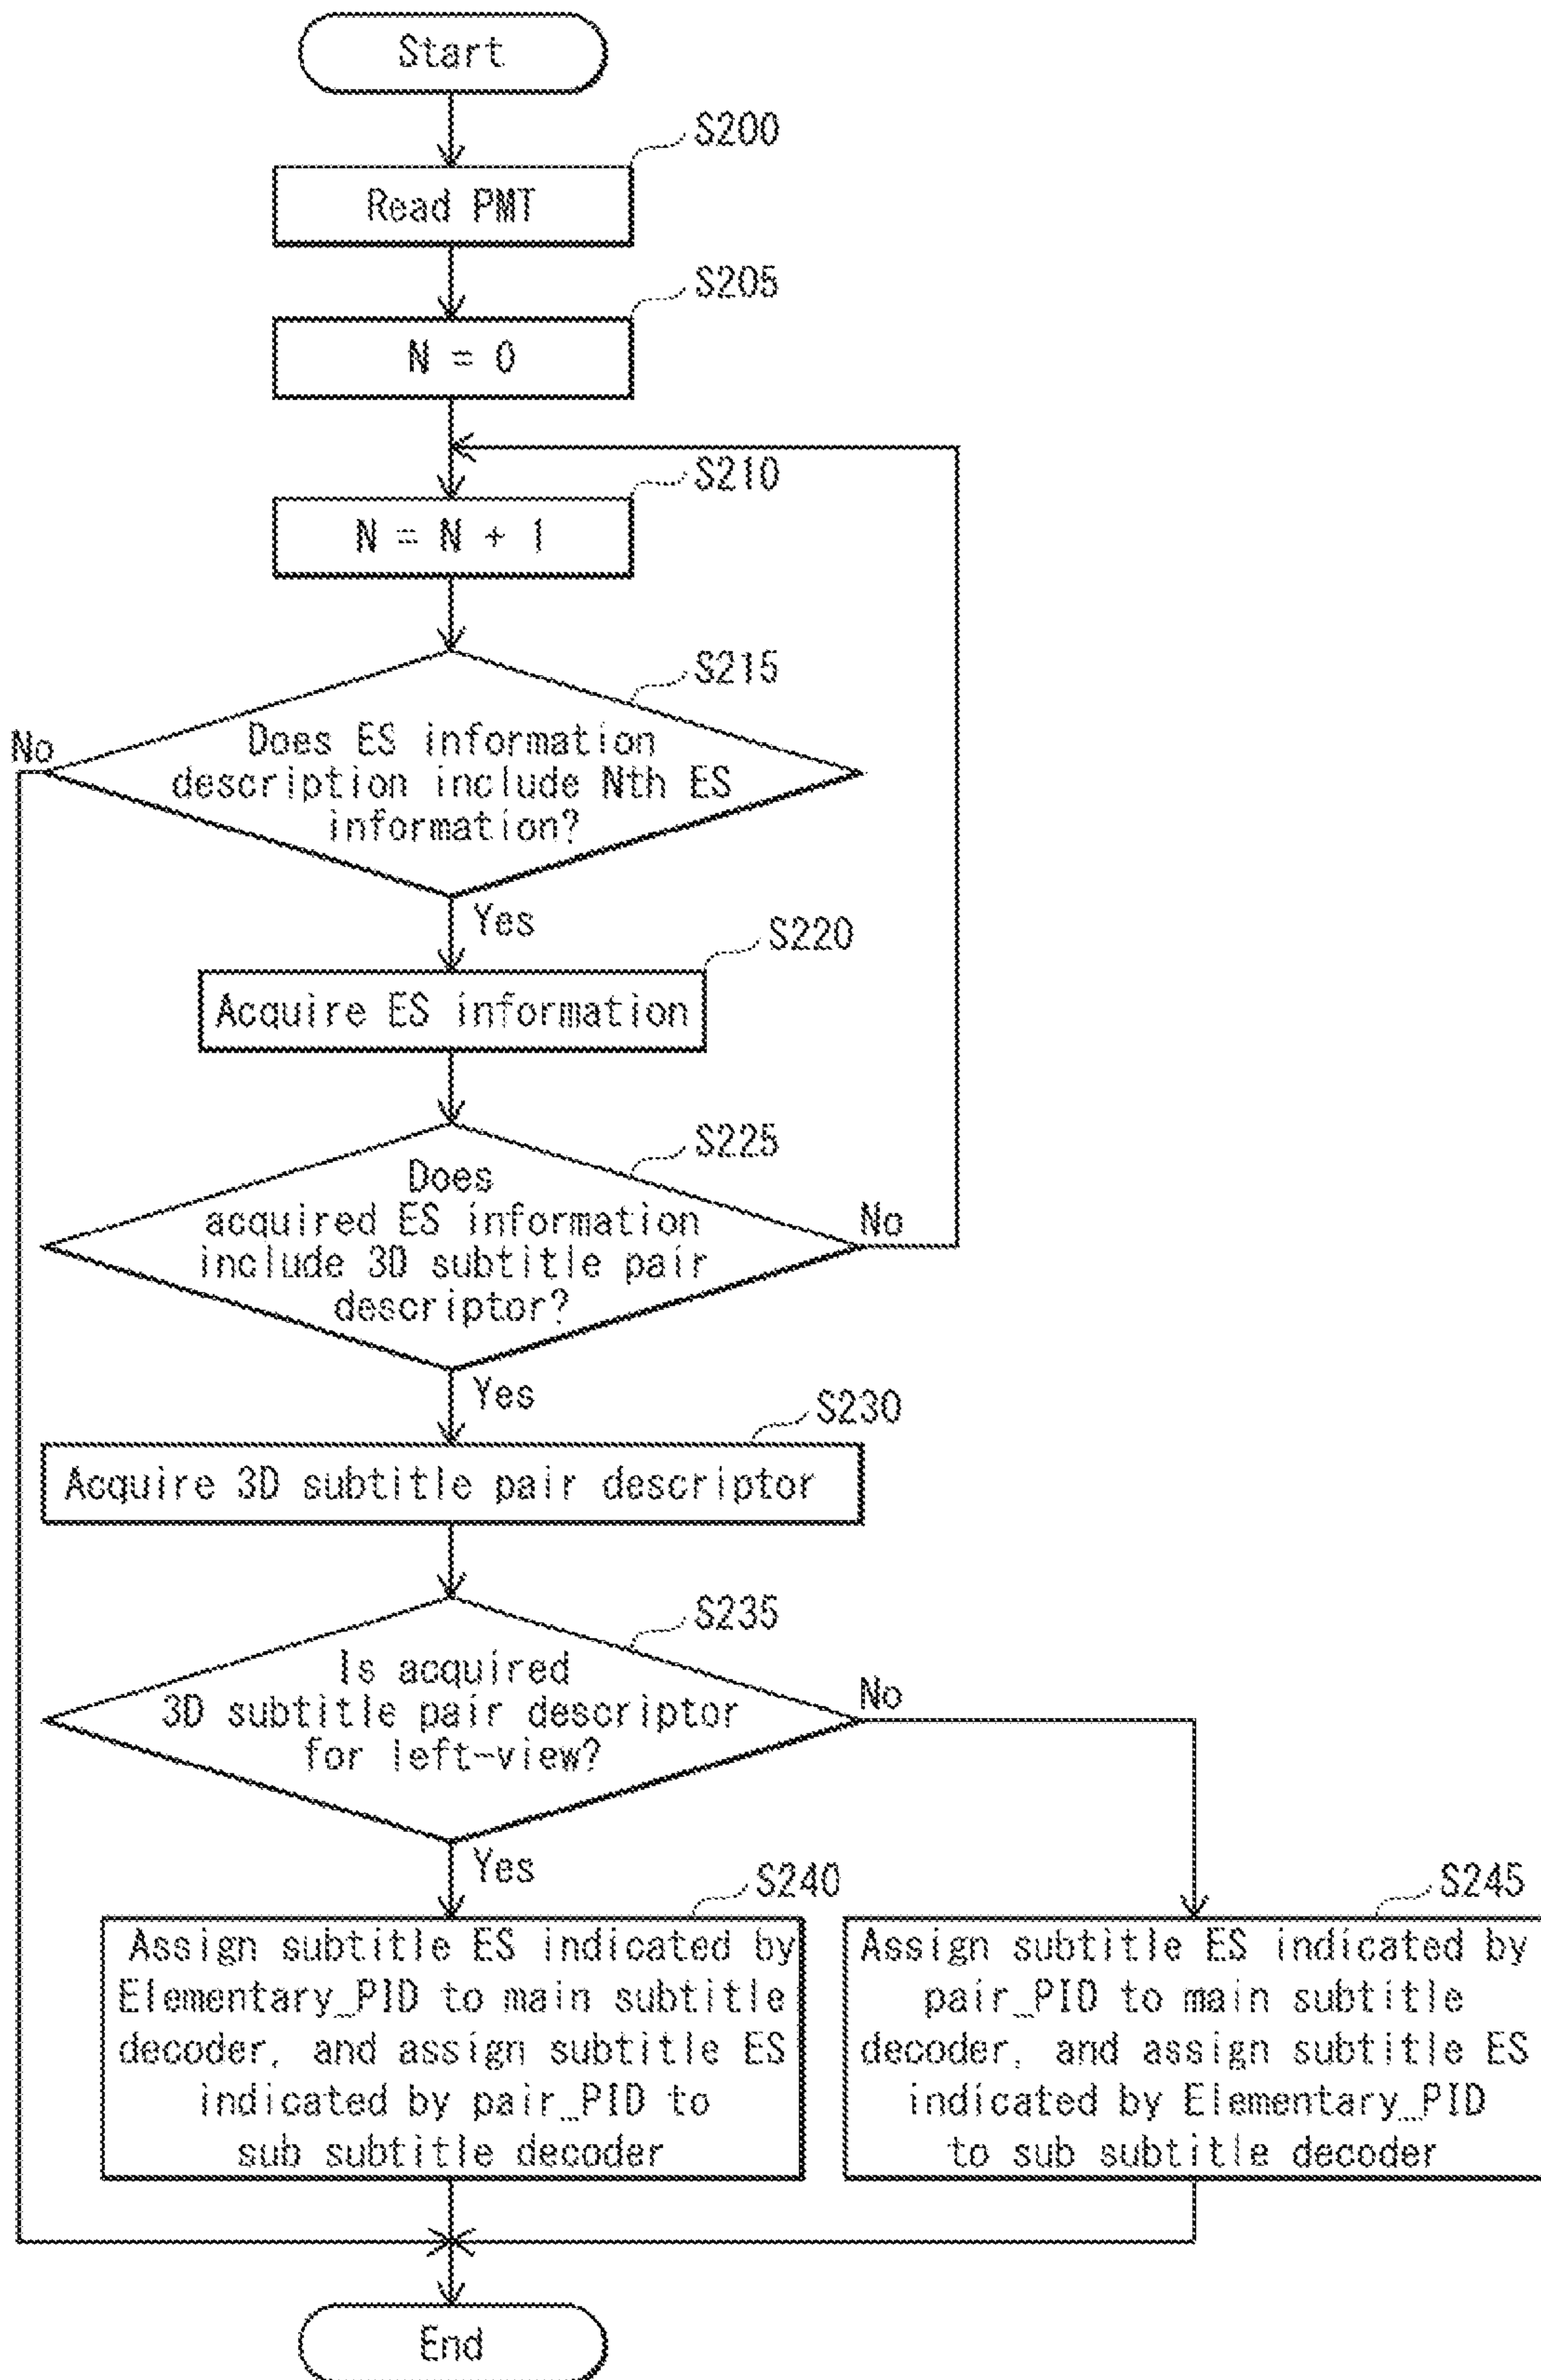 Start
S200
Read PMT
S205
N = 0
S210
N = N + 1
S215
No
Does ES information
description include Nth ES
information?
Yes
S220
Acquire ES information
S225
Does
acquired ES information
include 3D subtitle pair
descriptor?
No
Yes
S230
Acquire 3D subtitle pair descriptor
S235
Is acquired
3D subtitle pair descriptor
for left-view?
No
Yes
S240
Assign subtitle ES indicated by
Elementary_PID to main subtitle
decoder, and assign subtitle ES
indicated by pair_PID to
sub subtitle decoder
S245
Assign subtitle ES indicated by
pair_PID to main subtitle
decoder, and assign subtitle ES
indicated by Elementary_PID
to sub subtitle decoder
End